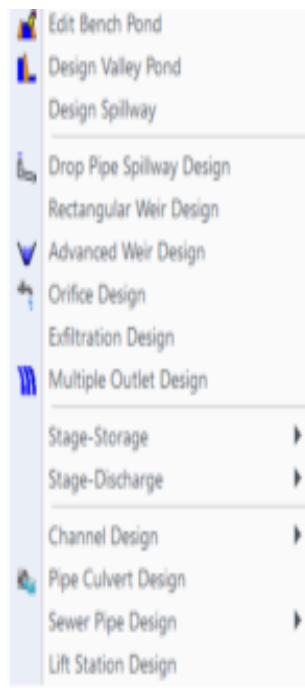 Edit Bench Pond
Design Valley Pond
Design Spillway
Drop Pipe Spillway Design
Rectangular Weir Design
Advanced Weir Design
Orifice Design
Exfiltration Design
Multiple Outlet Design
Stage-Storage
Stage-Discharge
Channel Design
Pipe Culvert Design
Sewer Pipe Design
Lift Station Design